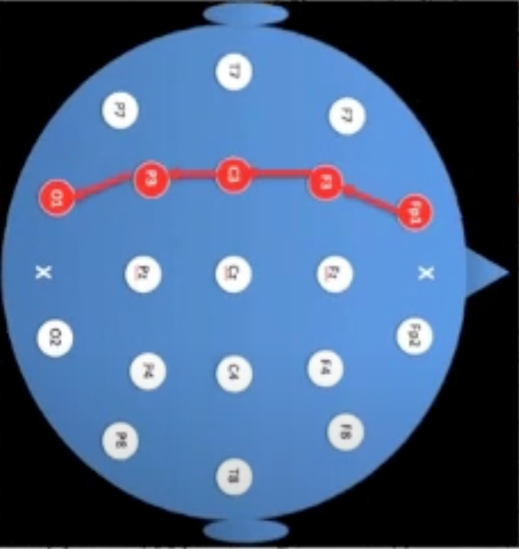 Fp1 X Fp2
F7 F3 Fz F4 F8
T7 C3 Cz C4 T8
P7 P3 Pz P4 P8
O1 X O2